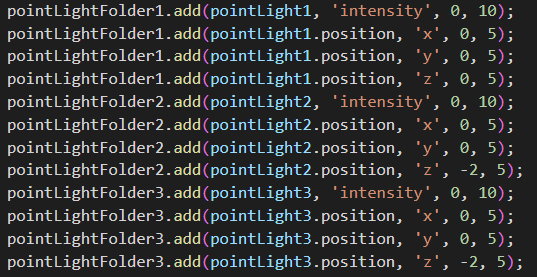 pointLightFolder1.add(pointLight1, 'intensity', 0, 10);
pointLightFolder1.add(pointLight1.position, 'x', 0, 5);
pointLightFolder1.add(pointLight1.position, 'y', 0, 5);
pointLightFolder1.add(pointLight1.position, 'z', 0, 5);
pointLightFolder2.add(pointLight2, 'intensity', 0, 10);
pointLightFolder2.add(pointLight2.position, 'x', 0, 5);
pointLightFolder2.add(pointLight2.position, 'y', 0, 5);
pointLightFolder2.add(pointLight2.position, 'z', -2, 5);
pointLightFolder3.add(pointLight3, 'intensity', 0, 10);
pointLightFolder3.add(pointLight3.position, 'x', 0, 5);
pointLightFolder3.add(pointLight3.position, 'y', 0, 5);
pointLightFolder3.add(pointLight3.position, 'z', -2, 5);